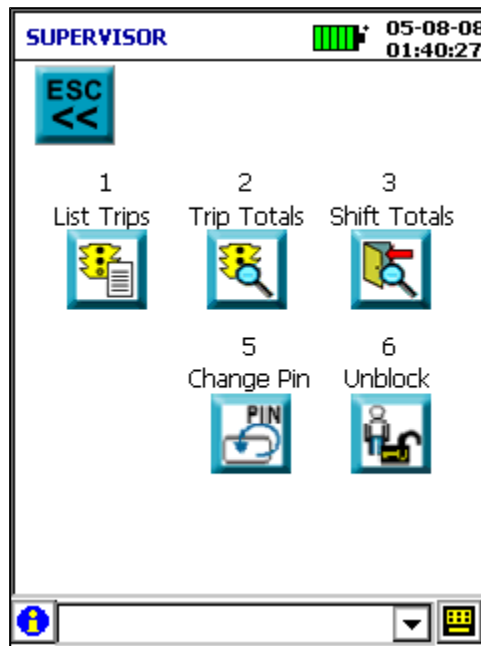 SUPERVISOR
05-08-08
01:40:27
ESC
<<
1 2 3
List Trips Trip Totals Shift Totals
5 6
Change Pin Unblock
PIN